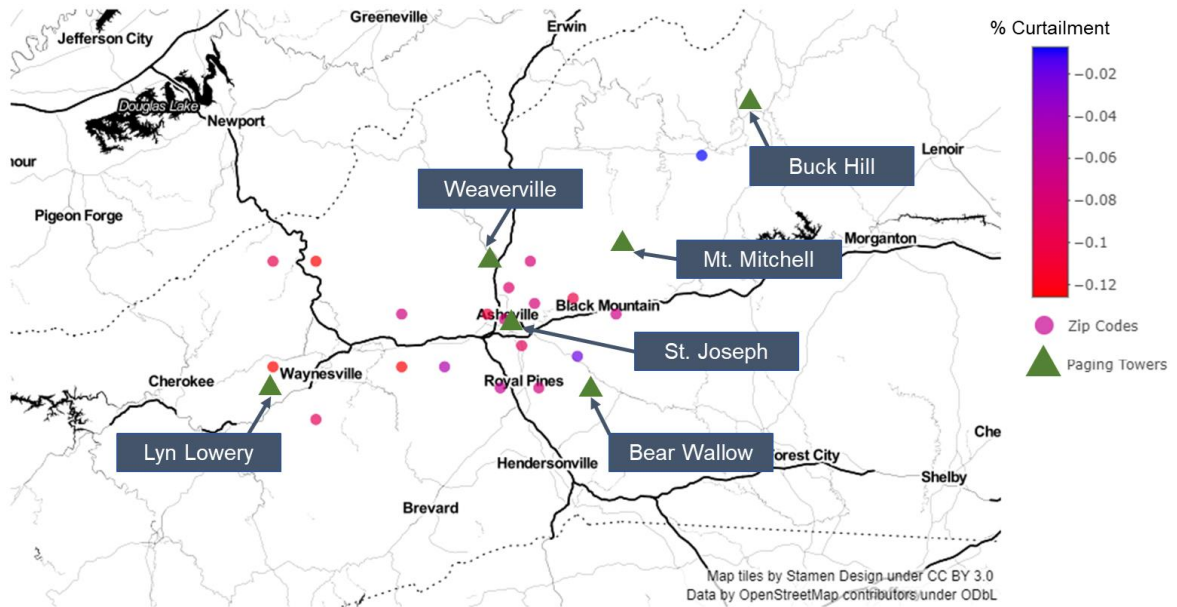 Greeneville
Erwin
% Curtailment
Jefferson City
Douglas Lake
Newport
−0.02
−0.04
−0.06
−0.08
−0.1
−0.12
Lenoir
Buck Hill
Weaverville
Pigeon Forge
Morganton
Mt. Mitchell
Black Mountain
Asheville
Zip Codes
St. Joseph
Paging Towers
Cherokee
Waynesville
Royal Pines
Lyn Lowery
Bear Wallow
Forest City
Hendersonville
Shelby
Brevard
Map tiles by Stamen Design under CC BY 3.0
Data by OpenStreetMap contributors under ODbL